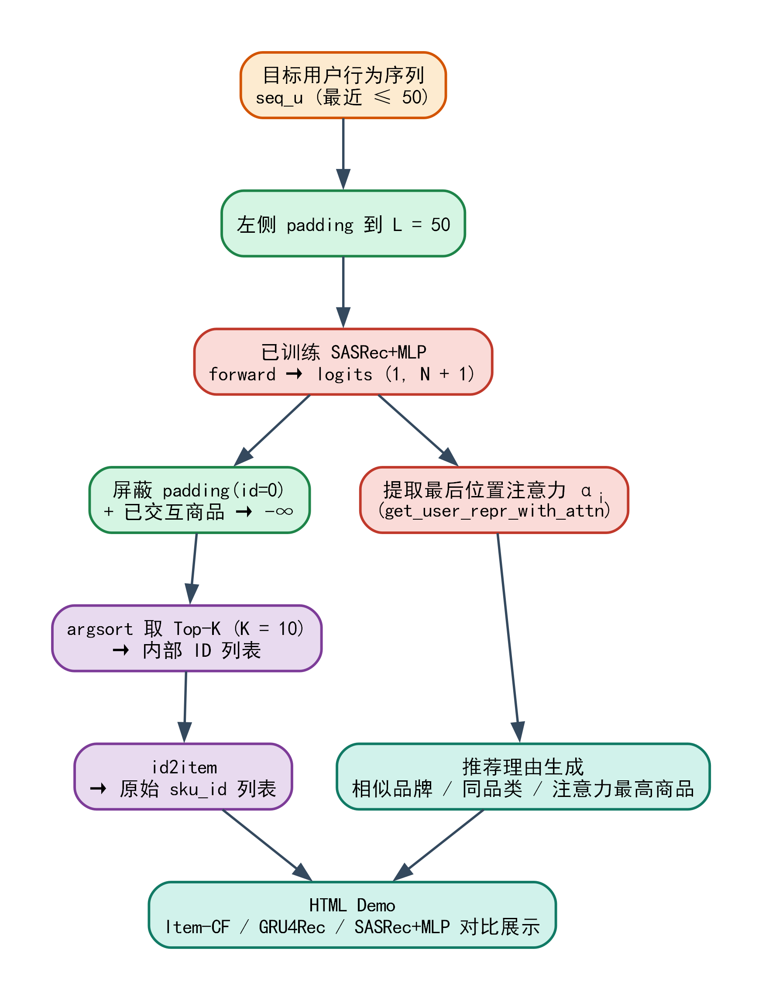 目标用户行为序列
seq_u (最近 ≤ 50)
左侧 padding 到 L = 50
已训练 SASRec+MLP
forward → logits (1, N + 1)
屏蔽 padding(id=0)
+ 已交互商品 → -∞
提取最后位置注意力 α_i
(get_user_repr_with_attn)
argsort 取 Top-K (K = 10)
→ 内部 ID 列表
id2item
→ 原始 sku_id 列表
推荐理由生成
相似品牌 / 同品类 / 注意力最高商品
HTML Demo
Item-CF / GRU4Rec / SASRec+MLP 对比展示